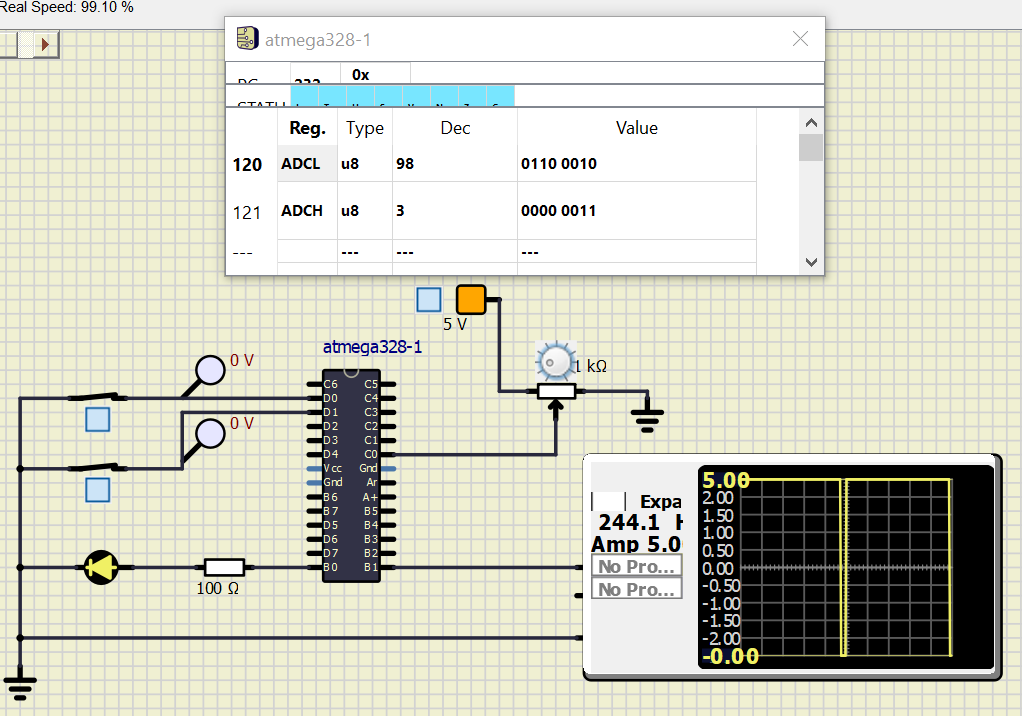 Real Speed: 99.10 %
atmega328-1
PC 232 0x
STATU
Reg. Type Dec Value
120 ADCL u8 98 0110 0010
121 ADCH u8 3 0000 0011
--- --- --- ---
5 V
atmega328-1
1 kΩ
0 V
0 V
C6 C5
D0 C4
D1 C3
D2 C2
D3 C1
D4 C0
Vcc Gnd
Gnd Ar
B6 A+
B7 B5
D5 B4
D6 B3
D7 B2
B0 B1
100 Ω
Expa
244.1 H
Amp 5.0
No Pro...
No Pro...
5.00
2.00
1.50
1.00
0.50
0.00
-0.50
-1.00
-1.50
-2.00
-0.00